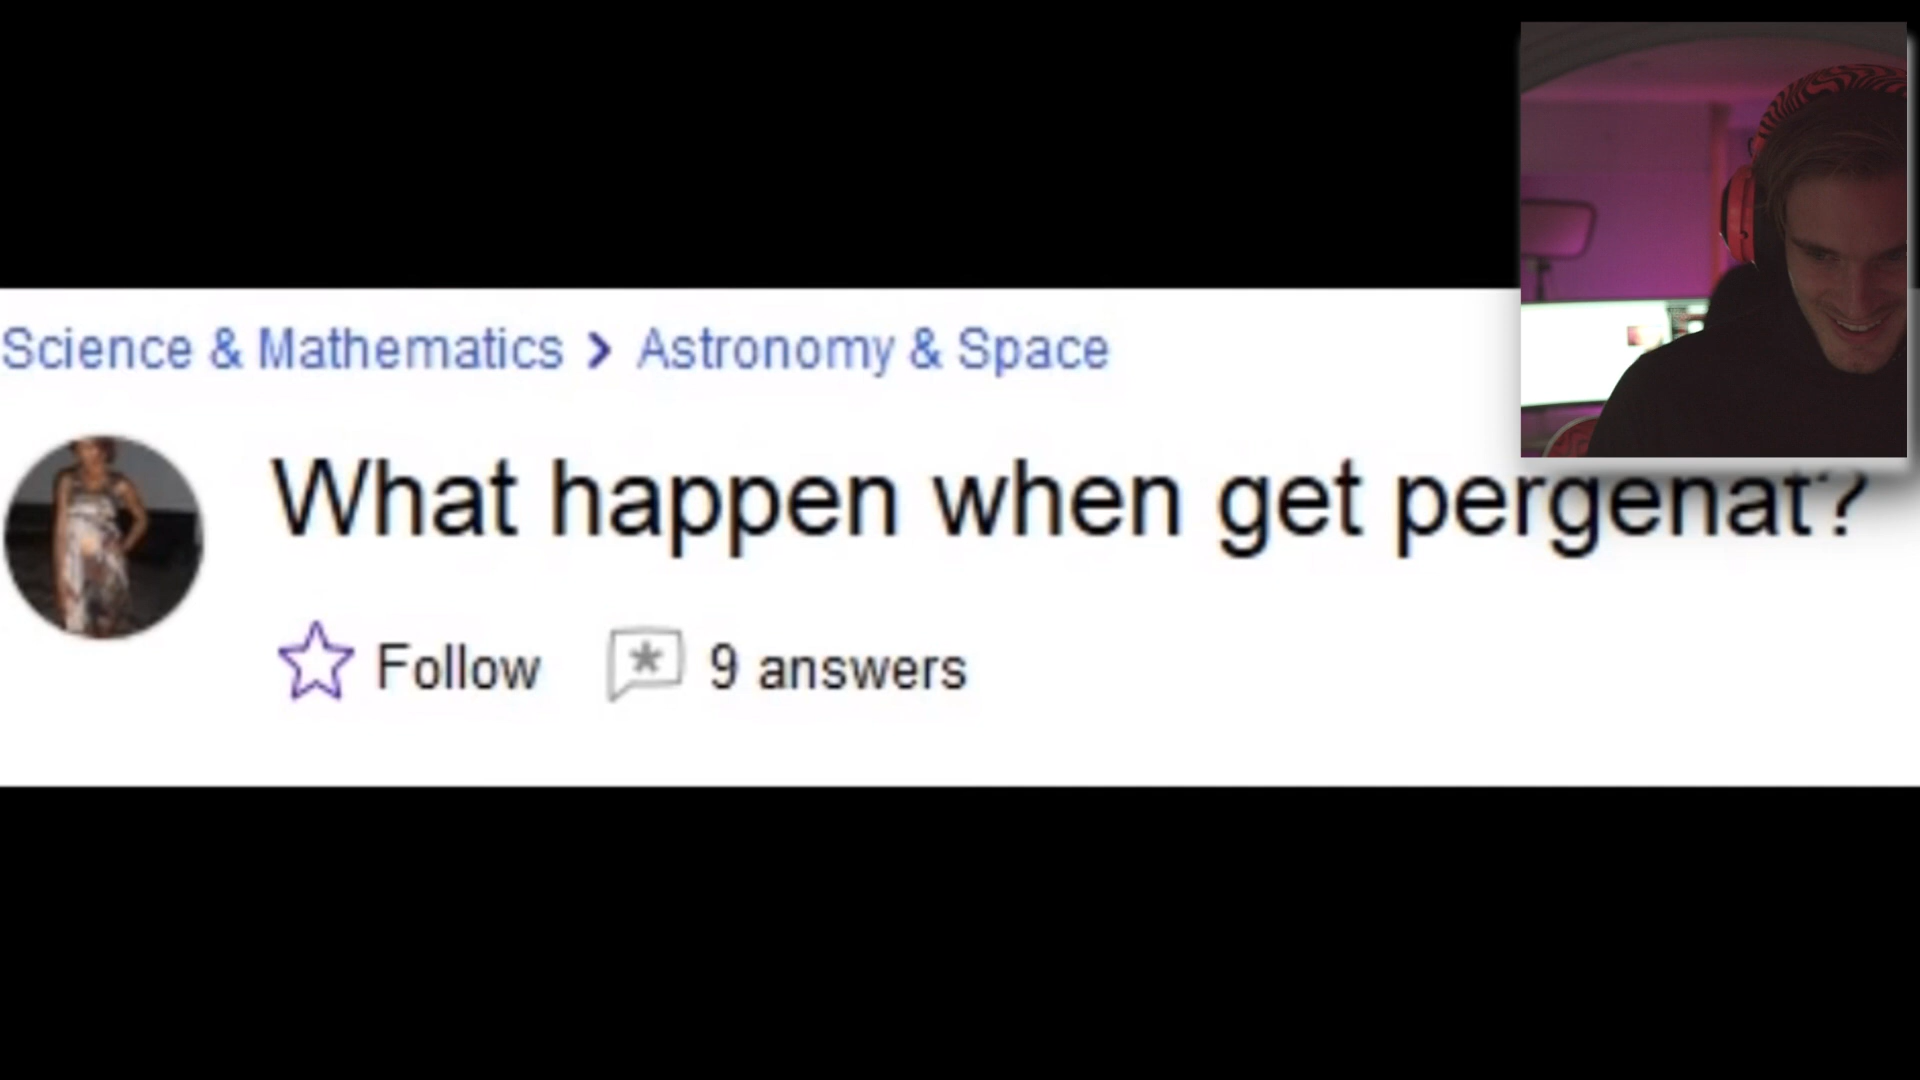 Science & Mathematics > Astronomy & Space
What happen when get pergenat?
Follow 9 answers